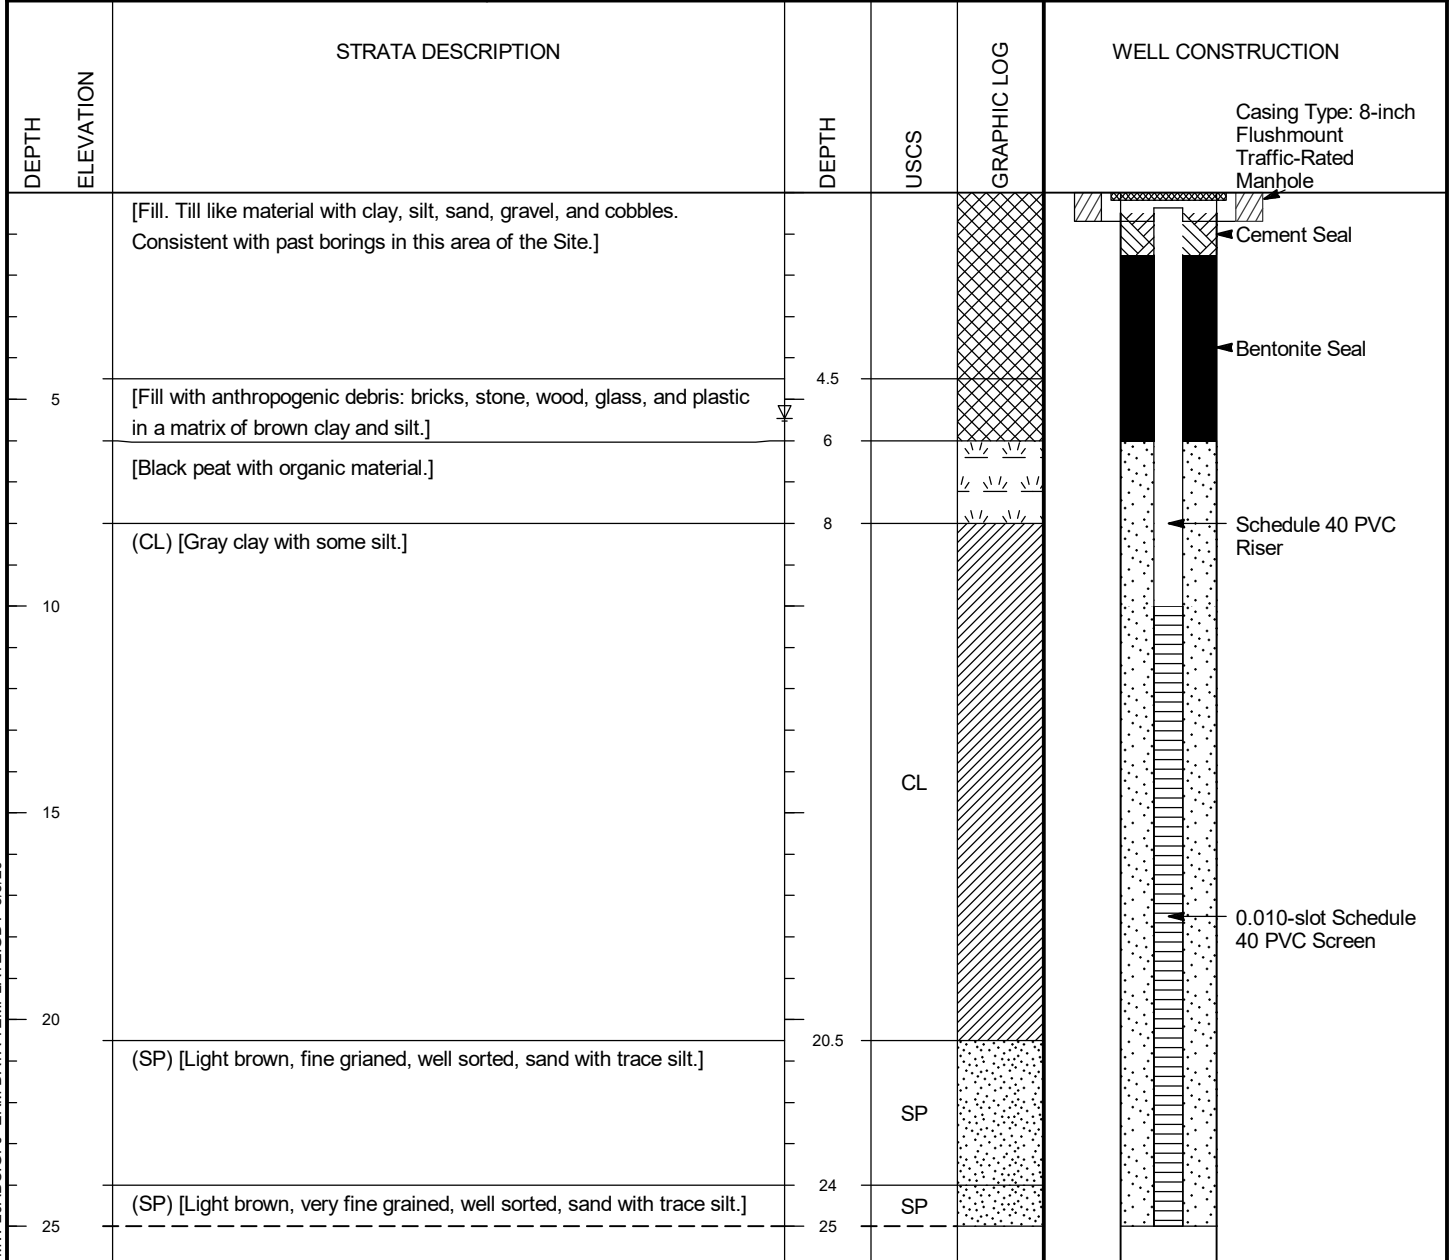 DEPTH
ELEVATION
STRATA DESCRIPTION
DEPTH
USCS
GRAPHIC LOG
WELL CONSTRUCTION
Casing Type: 8-inch
Flushmount
Traffic-Rated
Manhole
[Fill. Till like material with clay, silt, sand, gravel, and cobbles.
Consistent with past borings in this area of the Site.]
Cement Seal
Bentonite Seal
4.5
5
[Fill with anthropogenic debris: bricks, stone, wood, glass, and plastic
in a matrix of brown clay and silt.]
6
[Black peat with organic material.]
8
(CL) [Gray clay with some silt.]
Schedule 40 PVC
Riser
10
CL
15
0.010-slot Schedule
40 PVC Screen
20
20.5
(SP) [Light brown, fine grianed, well sorted, sand with trace silt.]
SP
24
(SP) [Light brown, very fine grained, well sorted, sand with trace silt.]
SP
25
25